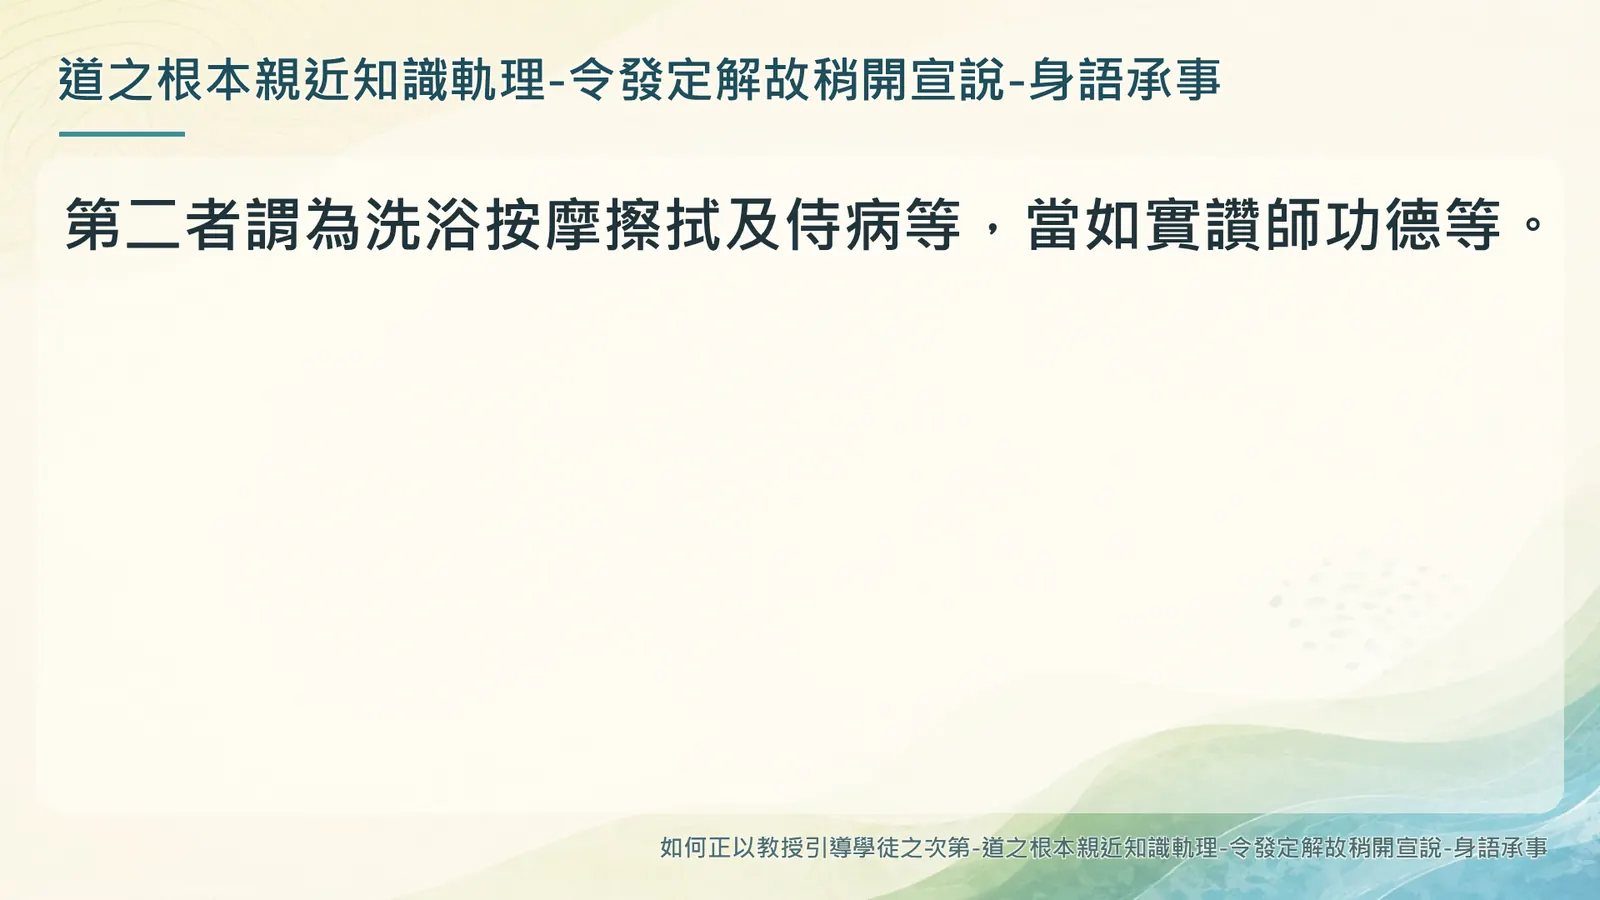 道之根本親近知識軌理-令發定解故稍開宣說-身語承事
第二者謂為洗浴按摩擦拭及侍病等，當如實讚師功德等。
如何正以教授引導學徒之次第-道之根本親近知識軌理-令發定解故稍開宣說-身語承事